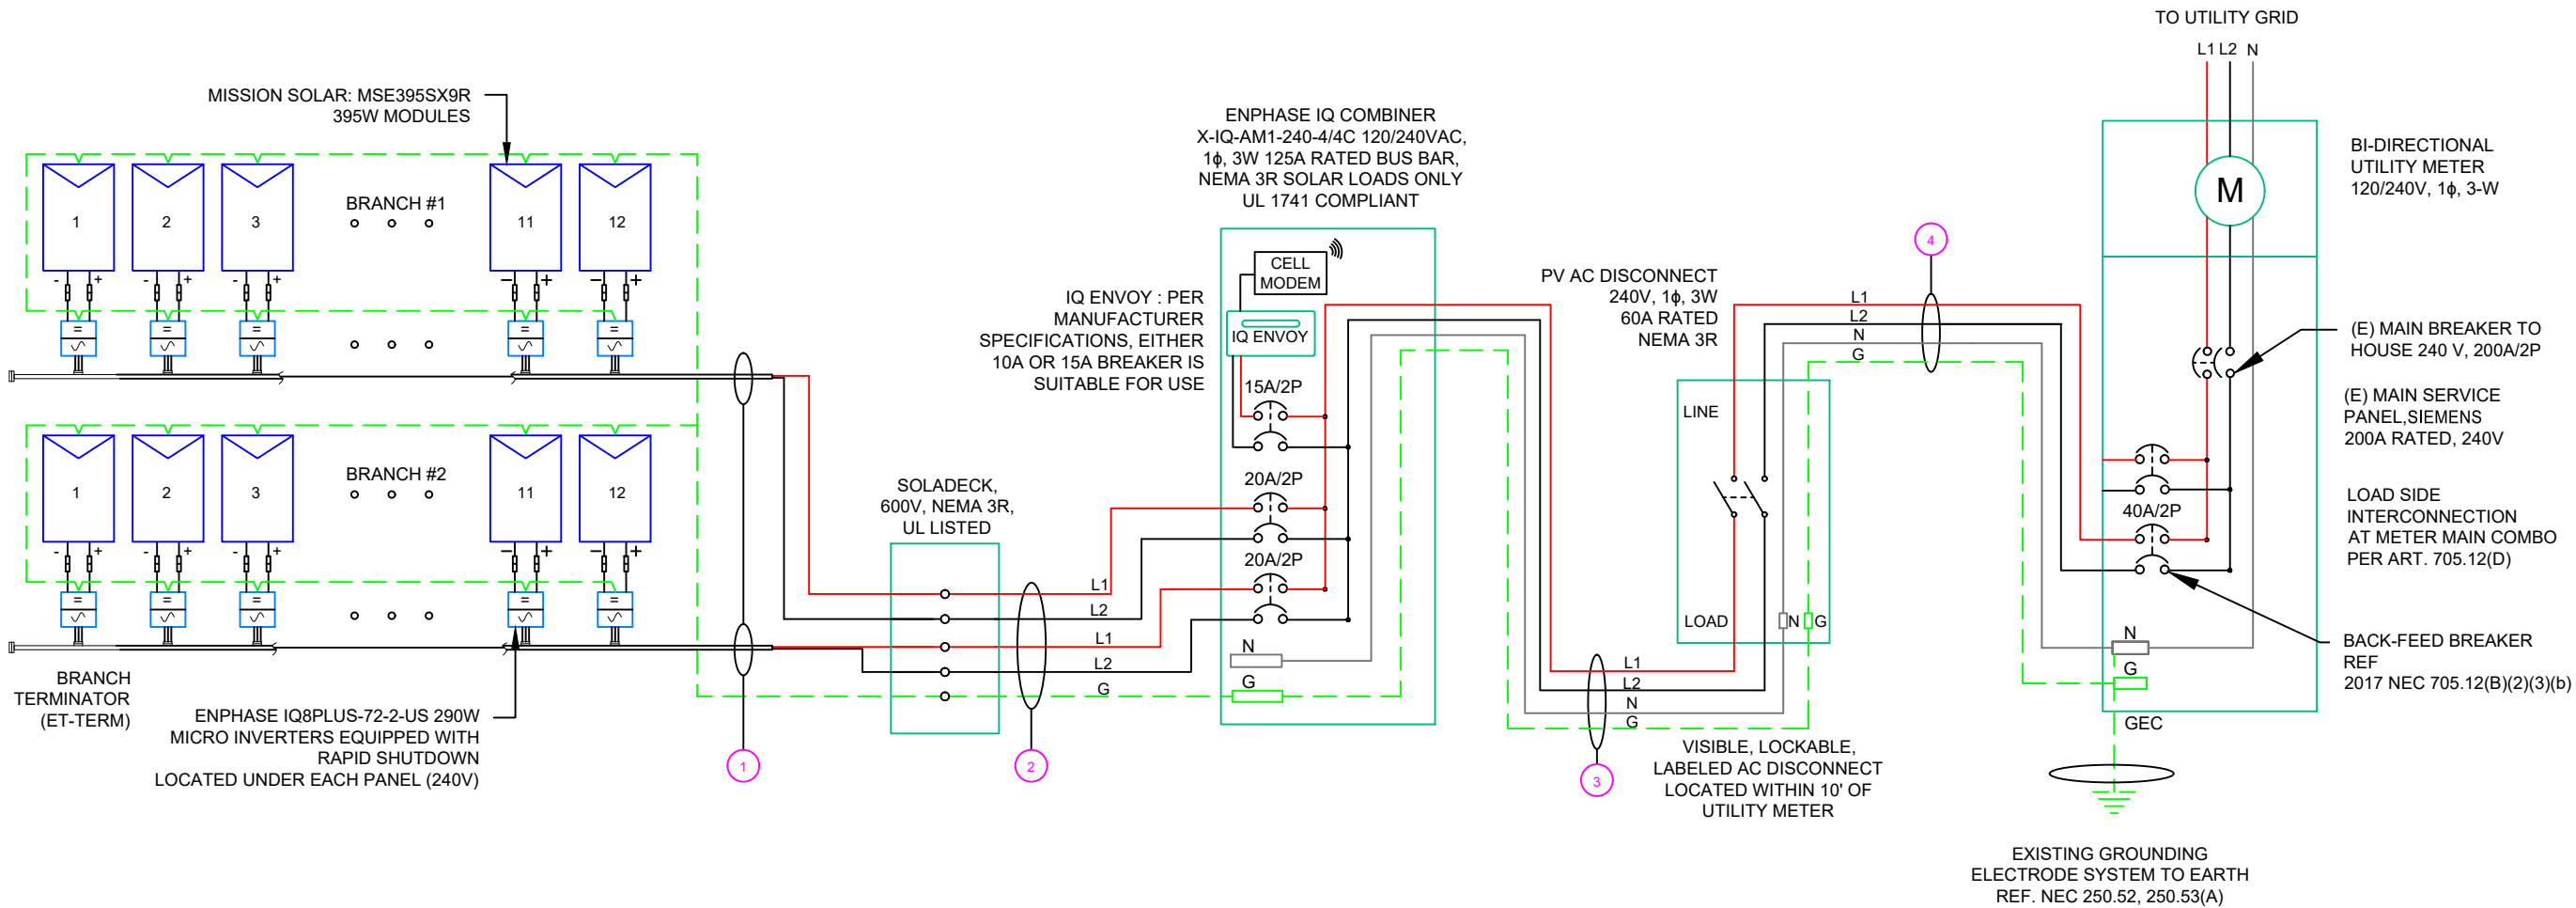 TO UTILITY GRID
L1 L2 N
MISSION SOLAR: MSE395SX9R
395W MODULES
ENPHASE IQ COMBINER
X-IQ-AM1-240-4/4C 120/240VAC,
1ϕ, 3W 125A RATED BUS BAR,
NEMA 3R SOLAR LOADS ONLY
UL 1741 COMPLIANT
BI-DIRECTIONAL
UTILITY METER
120/240V, 1ϕ, 3-W
M
1
2
3
BRANCH #1
11
12
- +
- +
- +
− +
− +
CELL
MODEM
IQ ENVOY
IQ ENVOY : PER
MANUFACTURER
SPECIFICATIONS, EITHER
10A OR 15A BREAKER IS
SUITABLE FOR USE
15A/2P
20A/2P
20A/2P
N
G
PV AC DISCONNECT
240V, 1ϕ, 3W
60A RATED
NEMA 3R
4
L1
L2
N
G
LINE
LOAD
N G
(E) MAIN BREAKER TO
HOUSE 240 V, 200A/2P
(E) MAIN SERVICE
PANEL,SIEMENS
200A RATED, 240V
LOAD SIDE
INTERCONNECTION
AT METER MAIN COMBO
PER ART. 705.12(D)
40A/2P
BACK-FEED BREAKER
REF
2017 NEC 705.12(B)(2)(3)(b)
N
G
GEC
1
2
3
BRANCH #2
11
12
- +
- +
- +
− +
− +
SOLADECK,
600V, NEMA 3R,
UL LISTED
L1
L2
L1
L2
G
L1
L2
N
G
BRANCH
TERMINATOR
(ET-TERM)
ENPHASE IQ8PLUS-72-2-US 290W
MICRO INVERTERS EQUIPPED WITH
RAPID SHUTDOWN
LOCATED UNDER EACH PANEL (240V)
1
2
3
VISIBLE, LOCKABLE,
LABELED AC DISCONNECT
LOCATED WITHIN 10' OF
UTILITY METER
EXISTING GROUNDING
ELECTRODE SYSTEM TO EARTH
REF. NEC 250.52, 250.53(A)